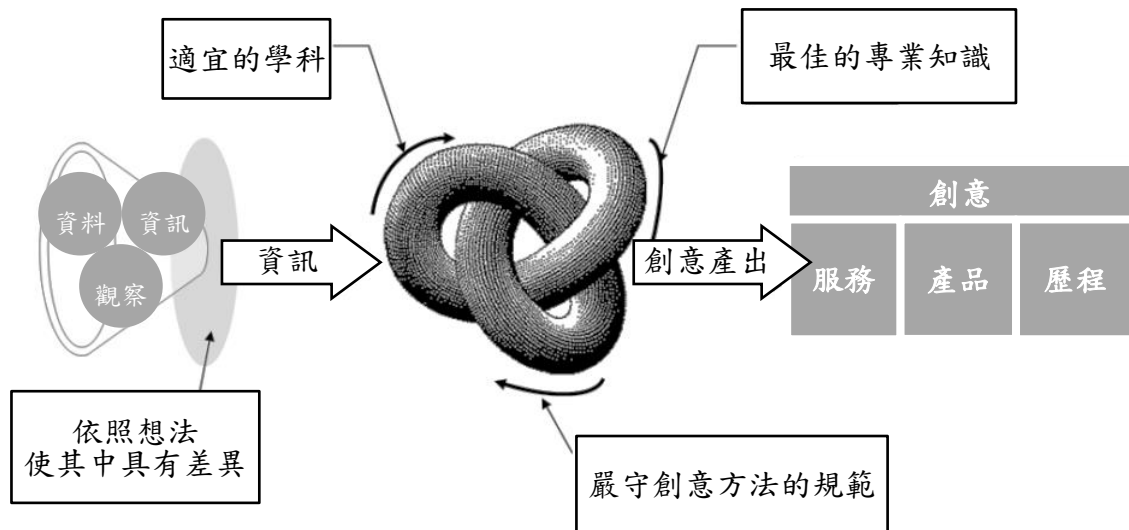 適宜的學科
最佳的專業知識
資料
資訊
觀察
資訊
創意產出
創意
服務
產品
歷程
依照想法
使其中具有差異
嚴守創意方法的規範